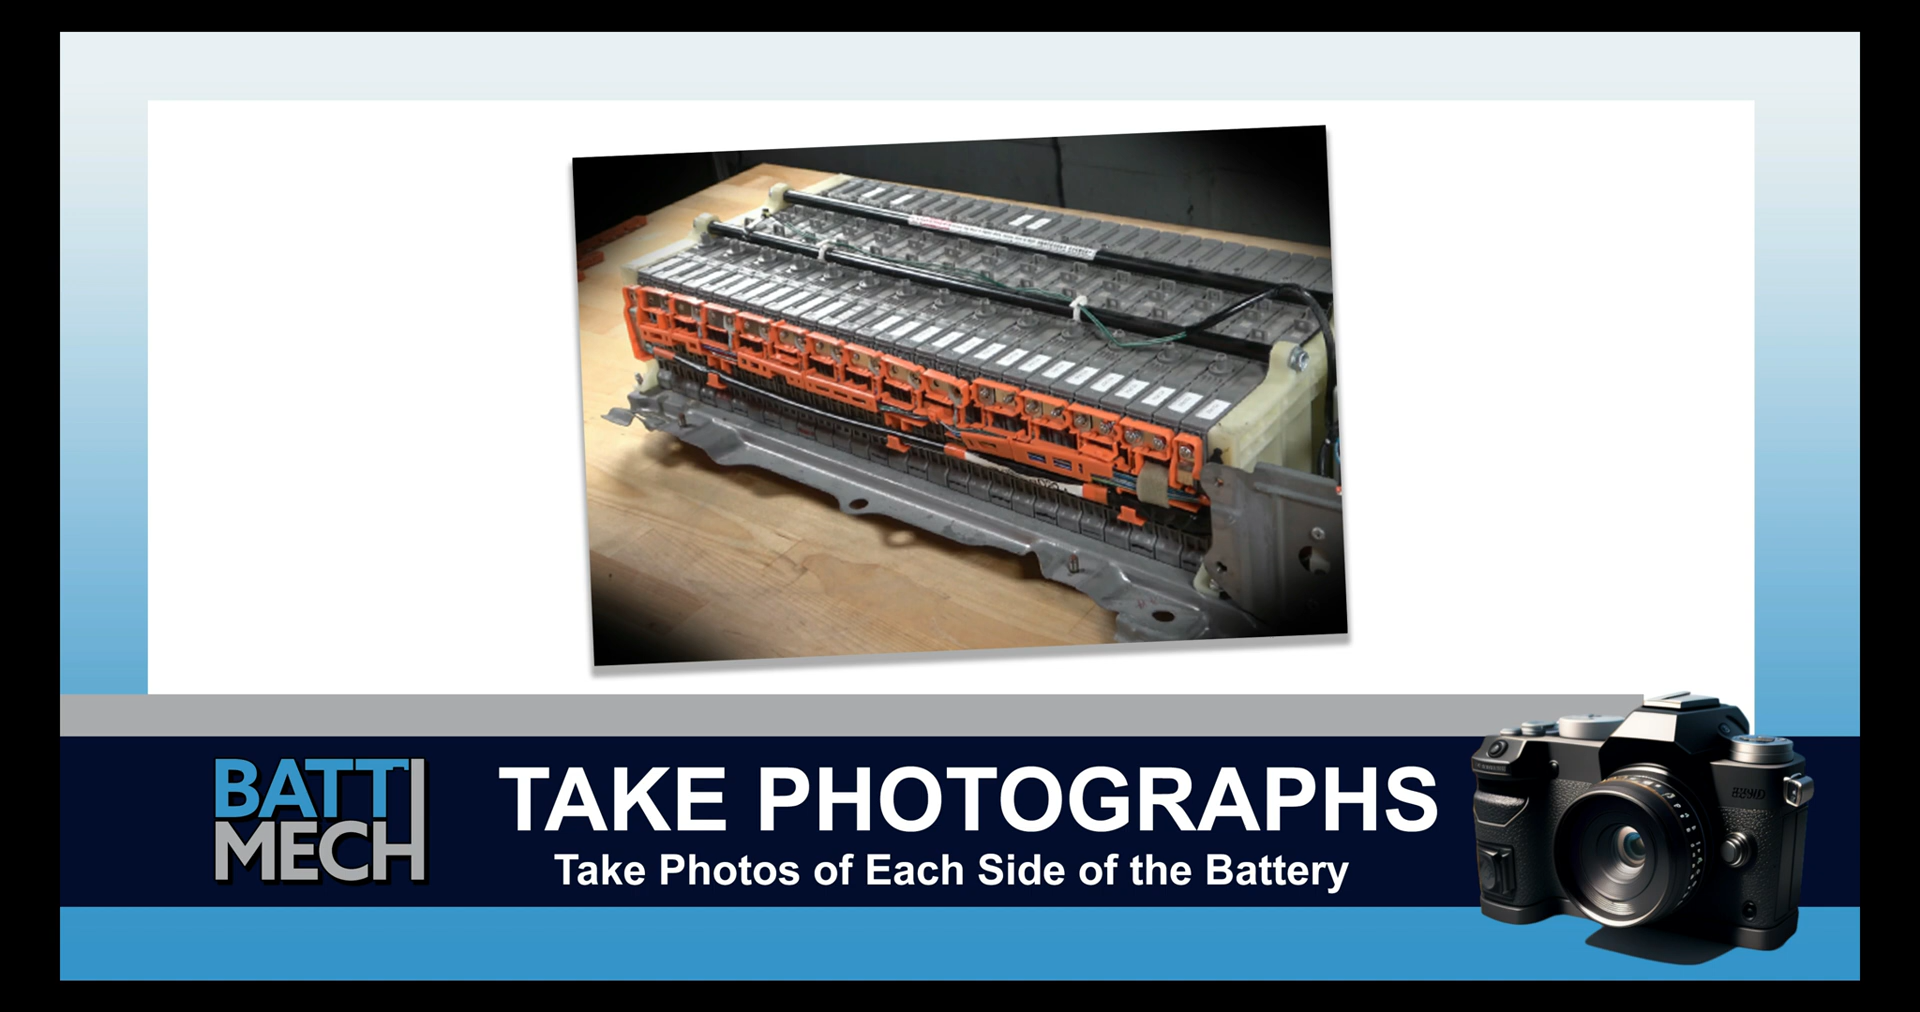 BATT
MECH
TAKE PHOTOGRAPHS
Take Photos of Each Side of the Battery